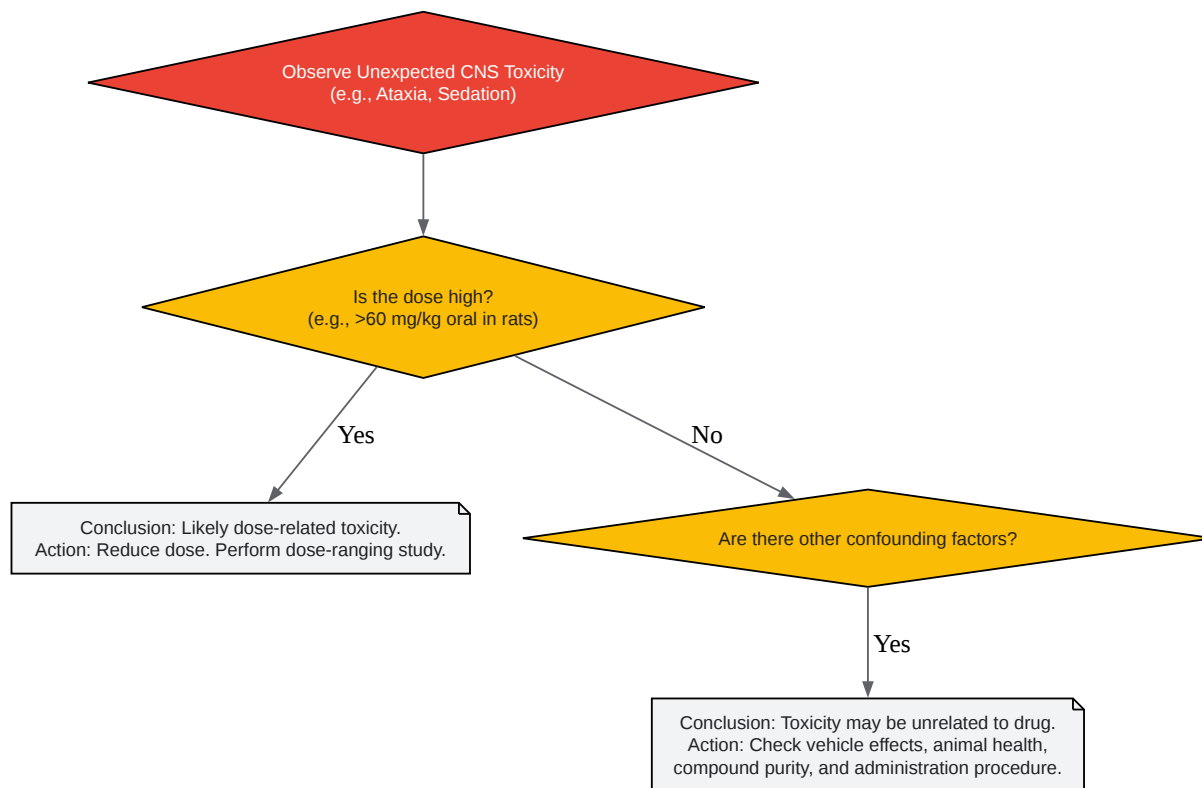 Observe Unexpected CNS Toxicity
(e.g., Ataxia, Sedation)
Is the dose high?
(e.g., >60 mg/kg oral in rats)
Yes
No
Conclusion: Likely dose-related toxicity.
Action: Reduce dose. Perform dose-ranging study.
Are there other confounding factors?
Yes
Conclusion: Toxicity may be unrelated to drug.
Action: Check vehicle effects, animal health,
compound purity, and administration procedure.